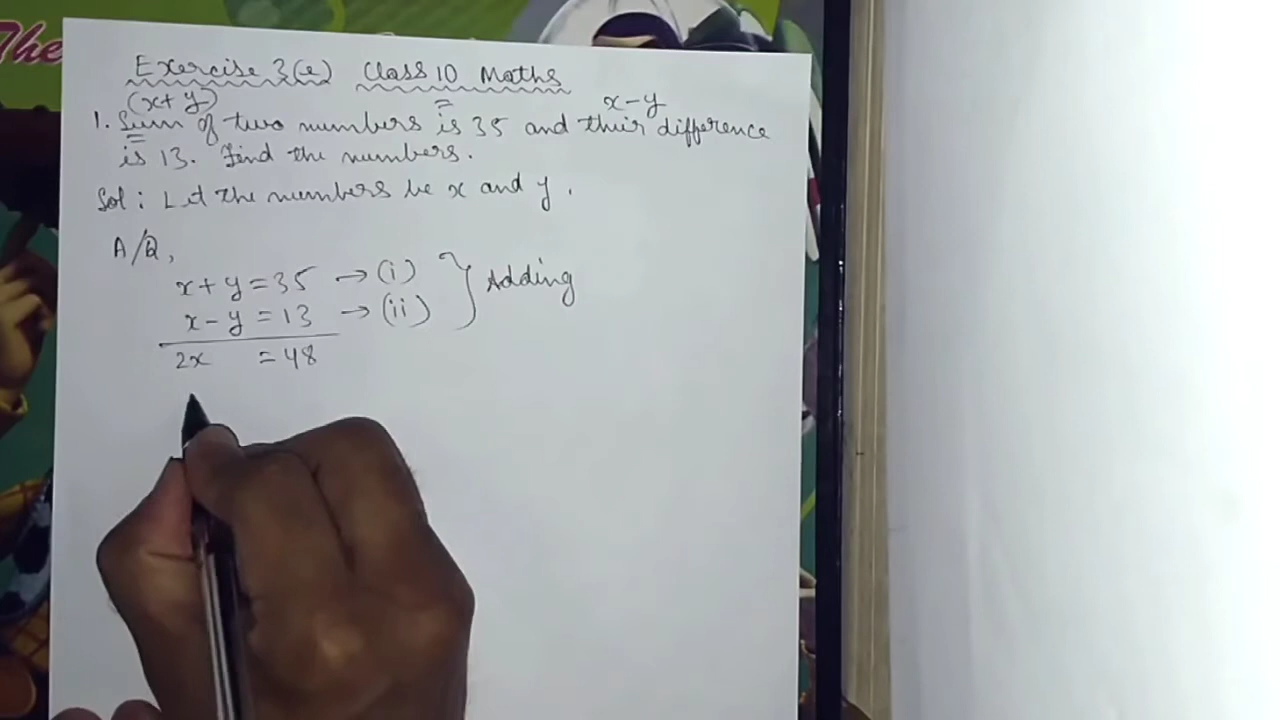 The
Exercise 3(e) Class 10 Maths
(x+y) x-y
1. Sum of two numbers is 35 and their difference
is 13. Find the numbers.
Sol: Let the numbers be x and y.
A/Q,
x+y=35 →(i)
x-y=13 →(ii) } Adding
2x =48